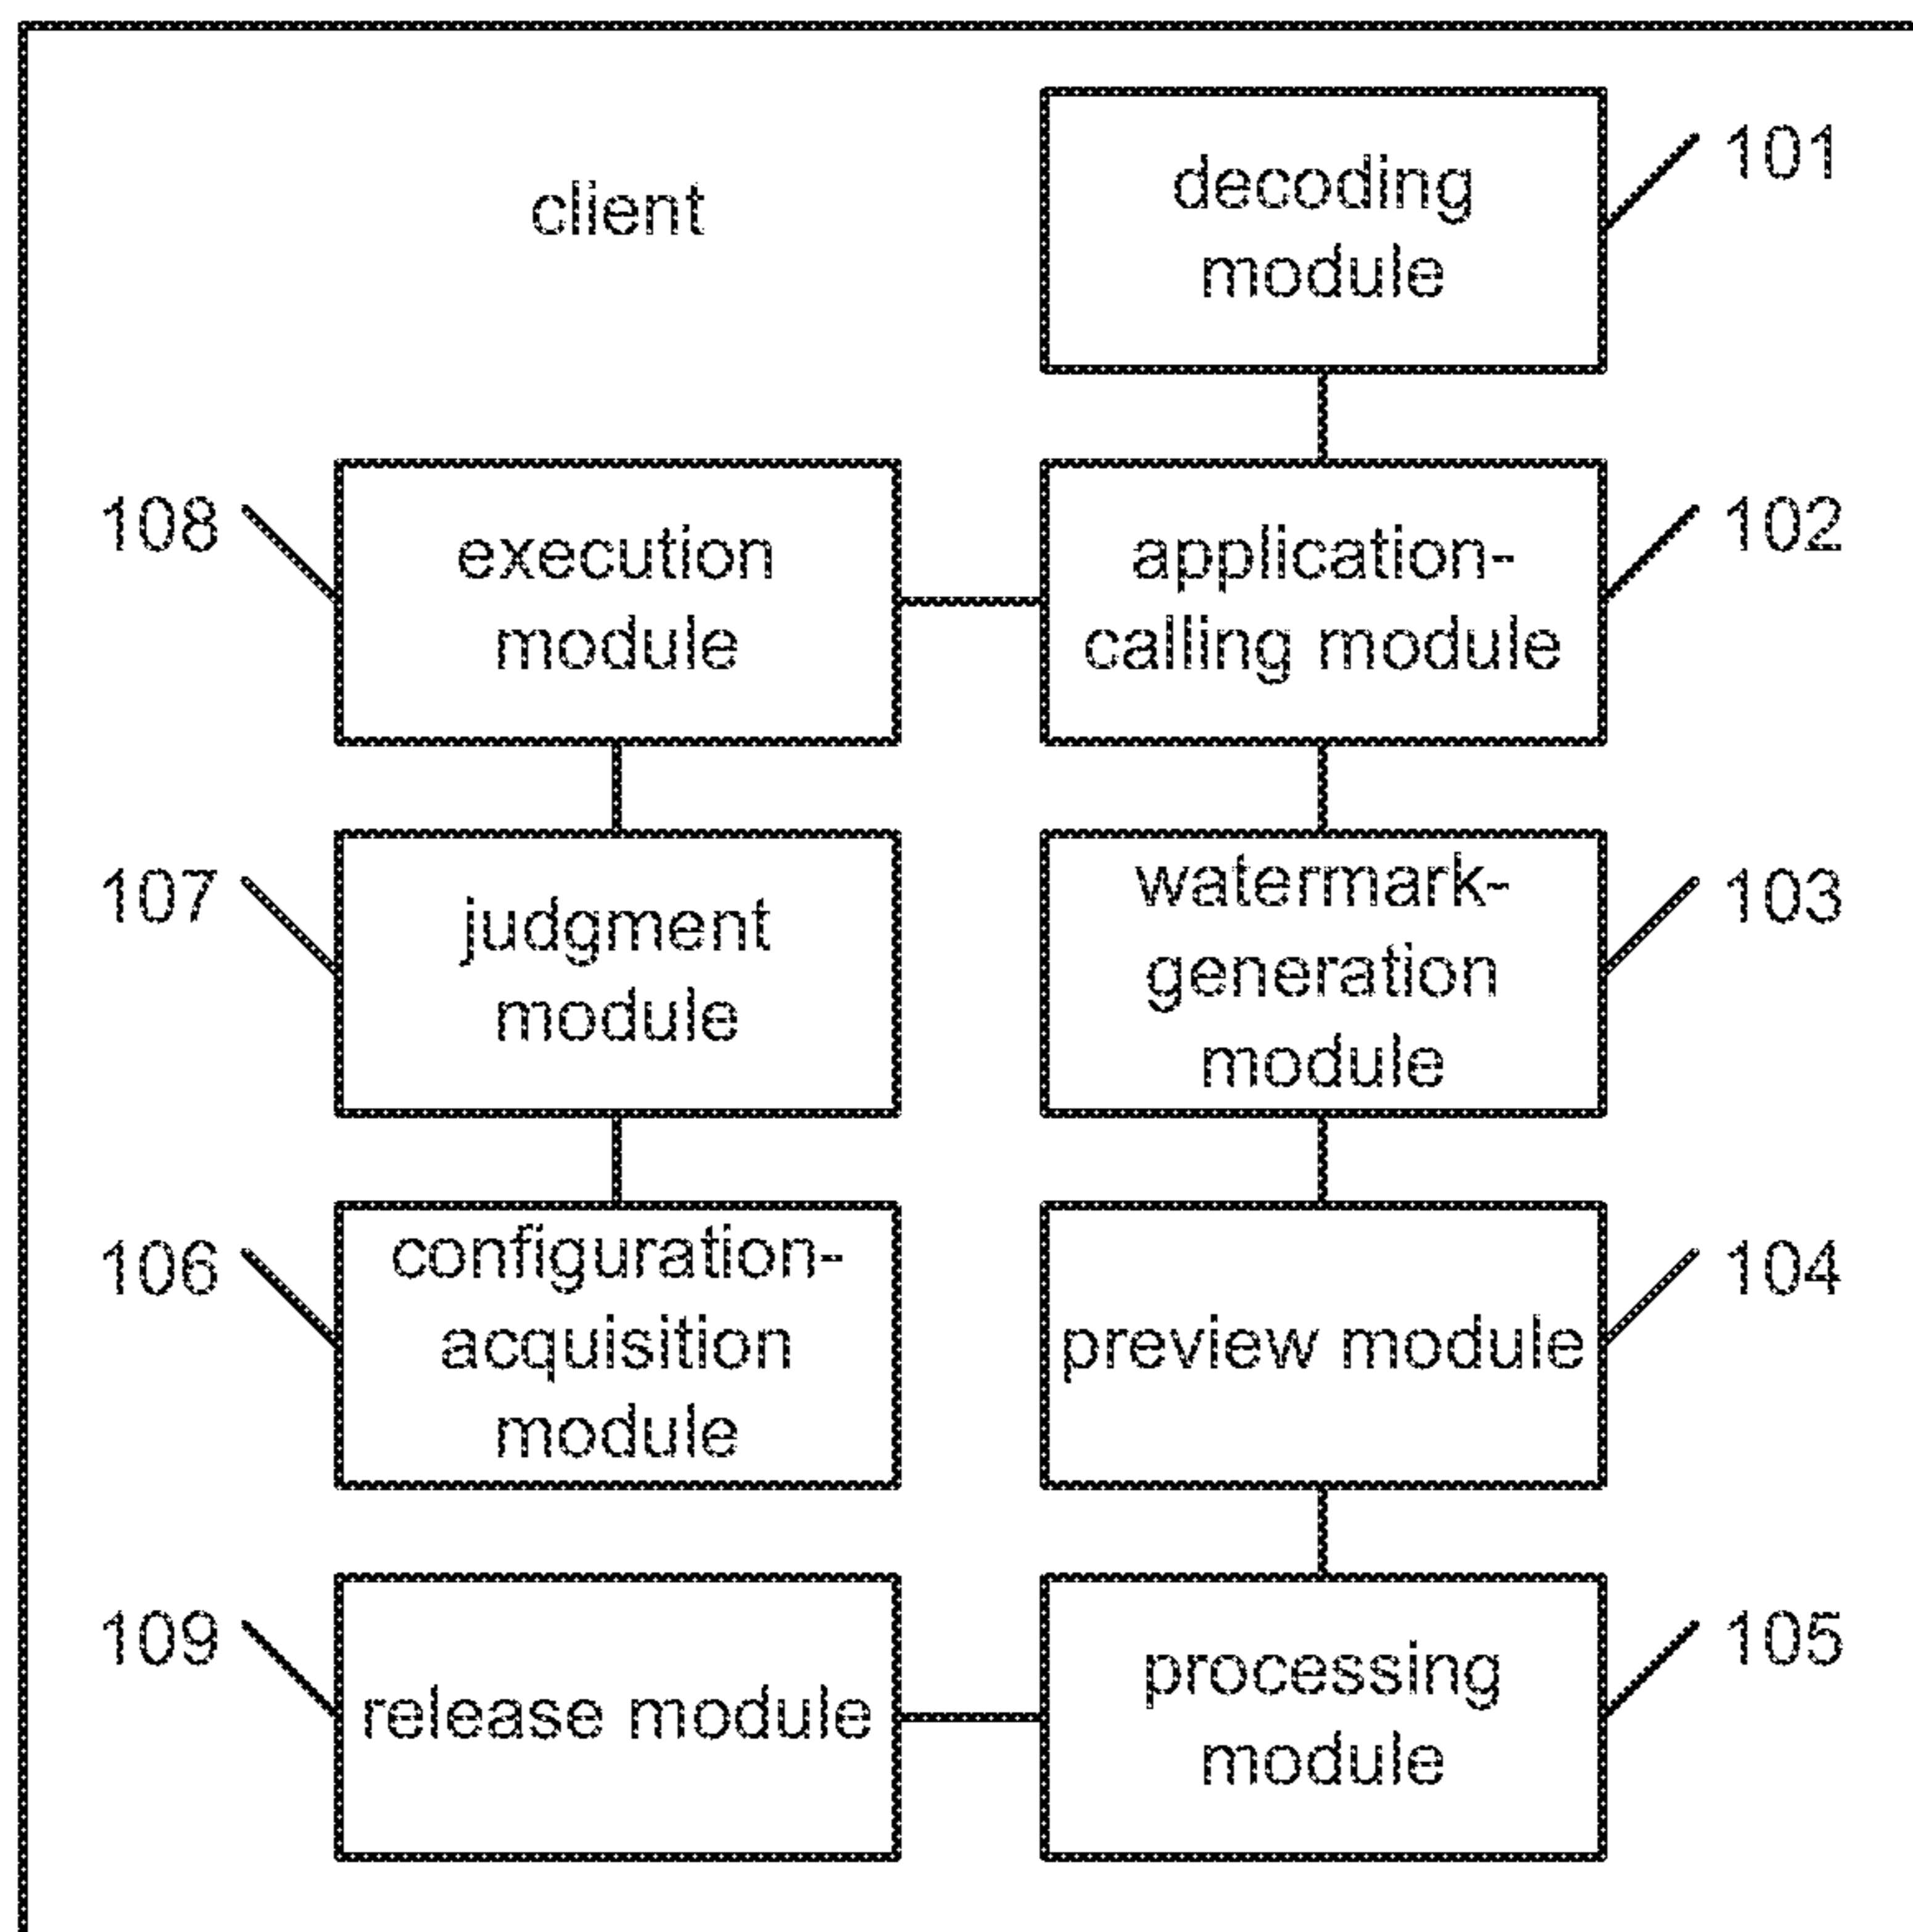 client
decoding
module
101
108
execution
module
application-
calling module
102
107
judgment
module
watermark-
generation
module
103
106
configuration-
acquisition
module
preview module
104
109
release module
processing
module
105